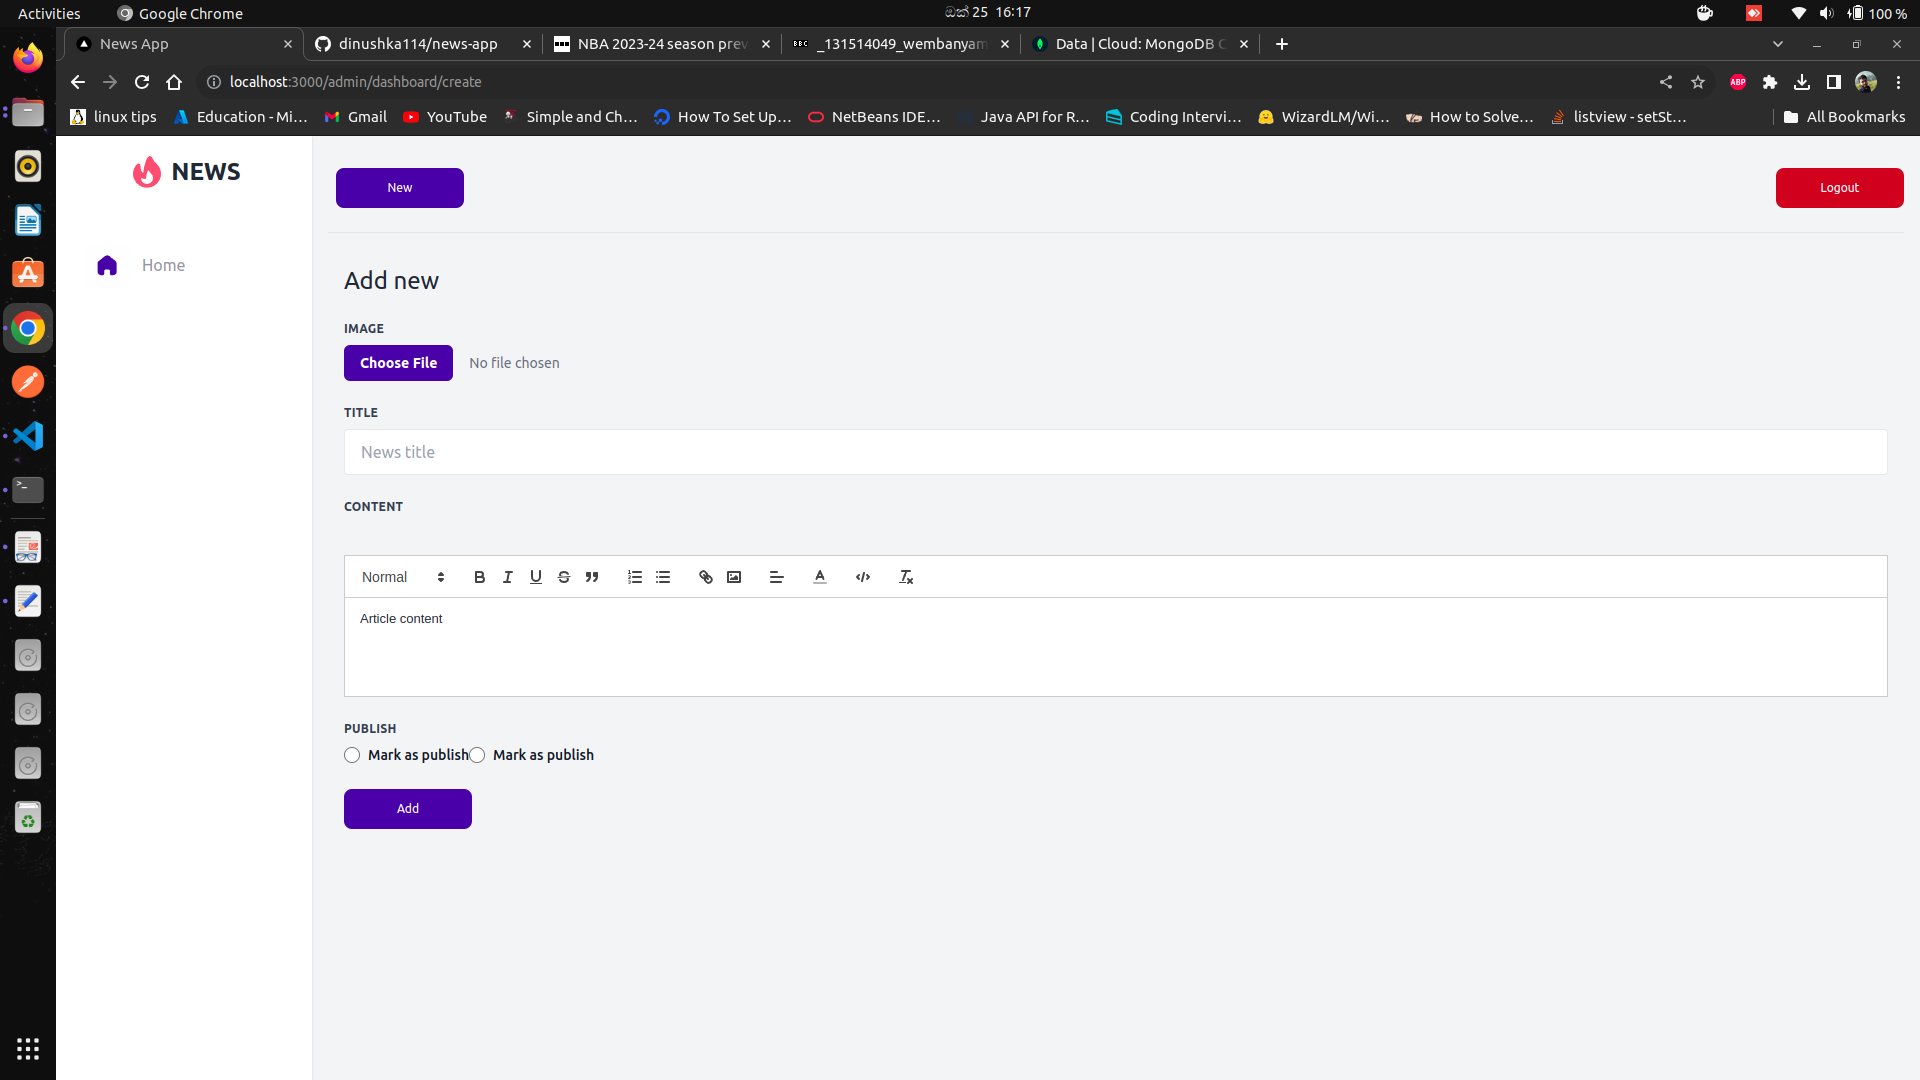 Activities
Google Chrome
ඔක් 25 16:17
100 %
News App
dinushka114/news-app
NBA 2023-24 season prev
_131514049_wembanyam
Data | Cloud: MongoDB C
localhost:3000/admin/dashboard/create
ABP
linux tips
Education - Mi...
Gmail
YouTube
Simple and Ch...
How To Set Up...
NetBeans IDE...
Java API for R...
Coding Intervi...
WizardLM/Wi...
How to Solve...
listview - setSt...
All Bookmarks
NEWS
New
Logout
Home
Add new
IMAGE
Choose File
No file chosen
TITLE
News title
CONTENT
Normal
Article content
PUBLISH
Mark as publish
Mark as publish
Add